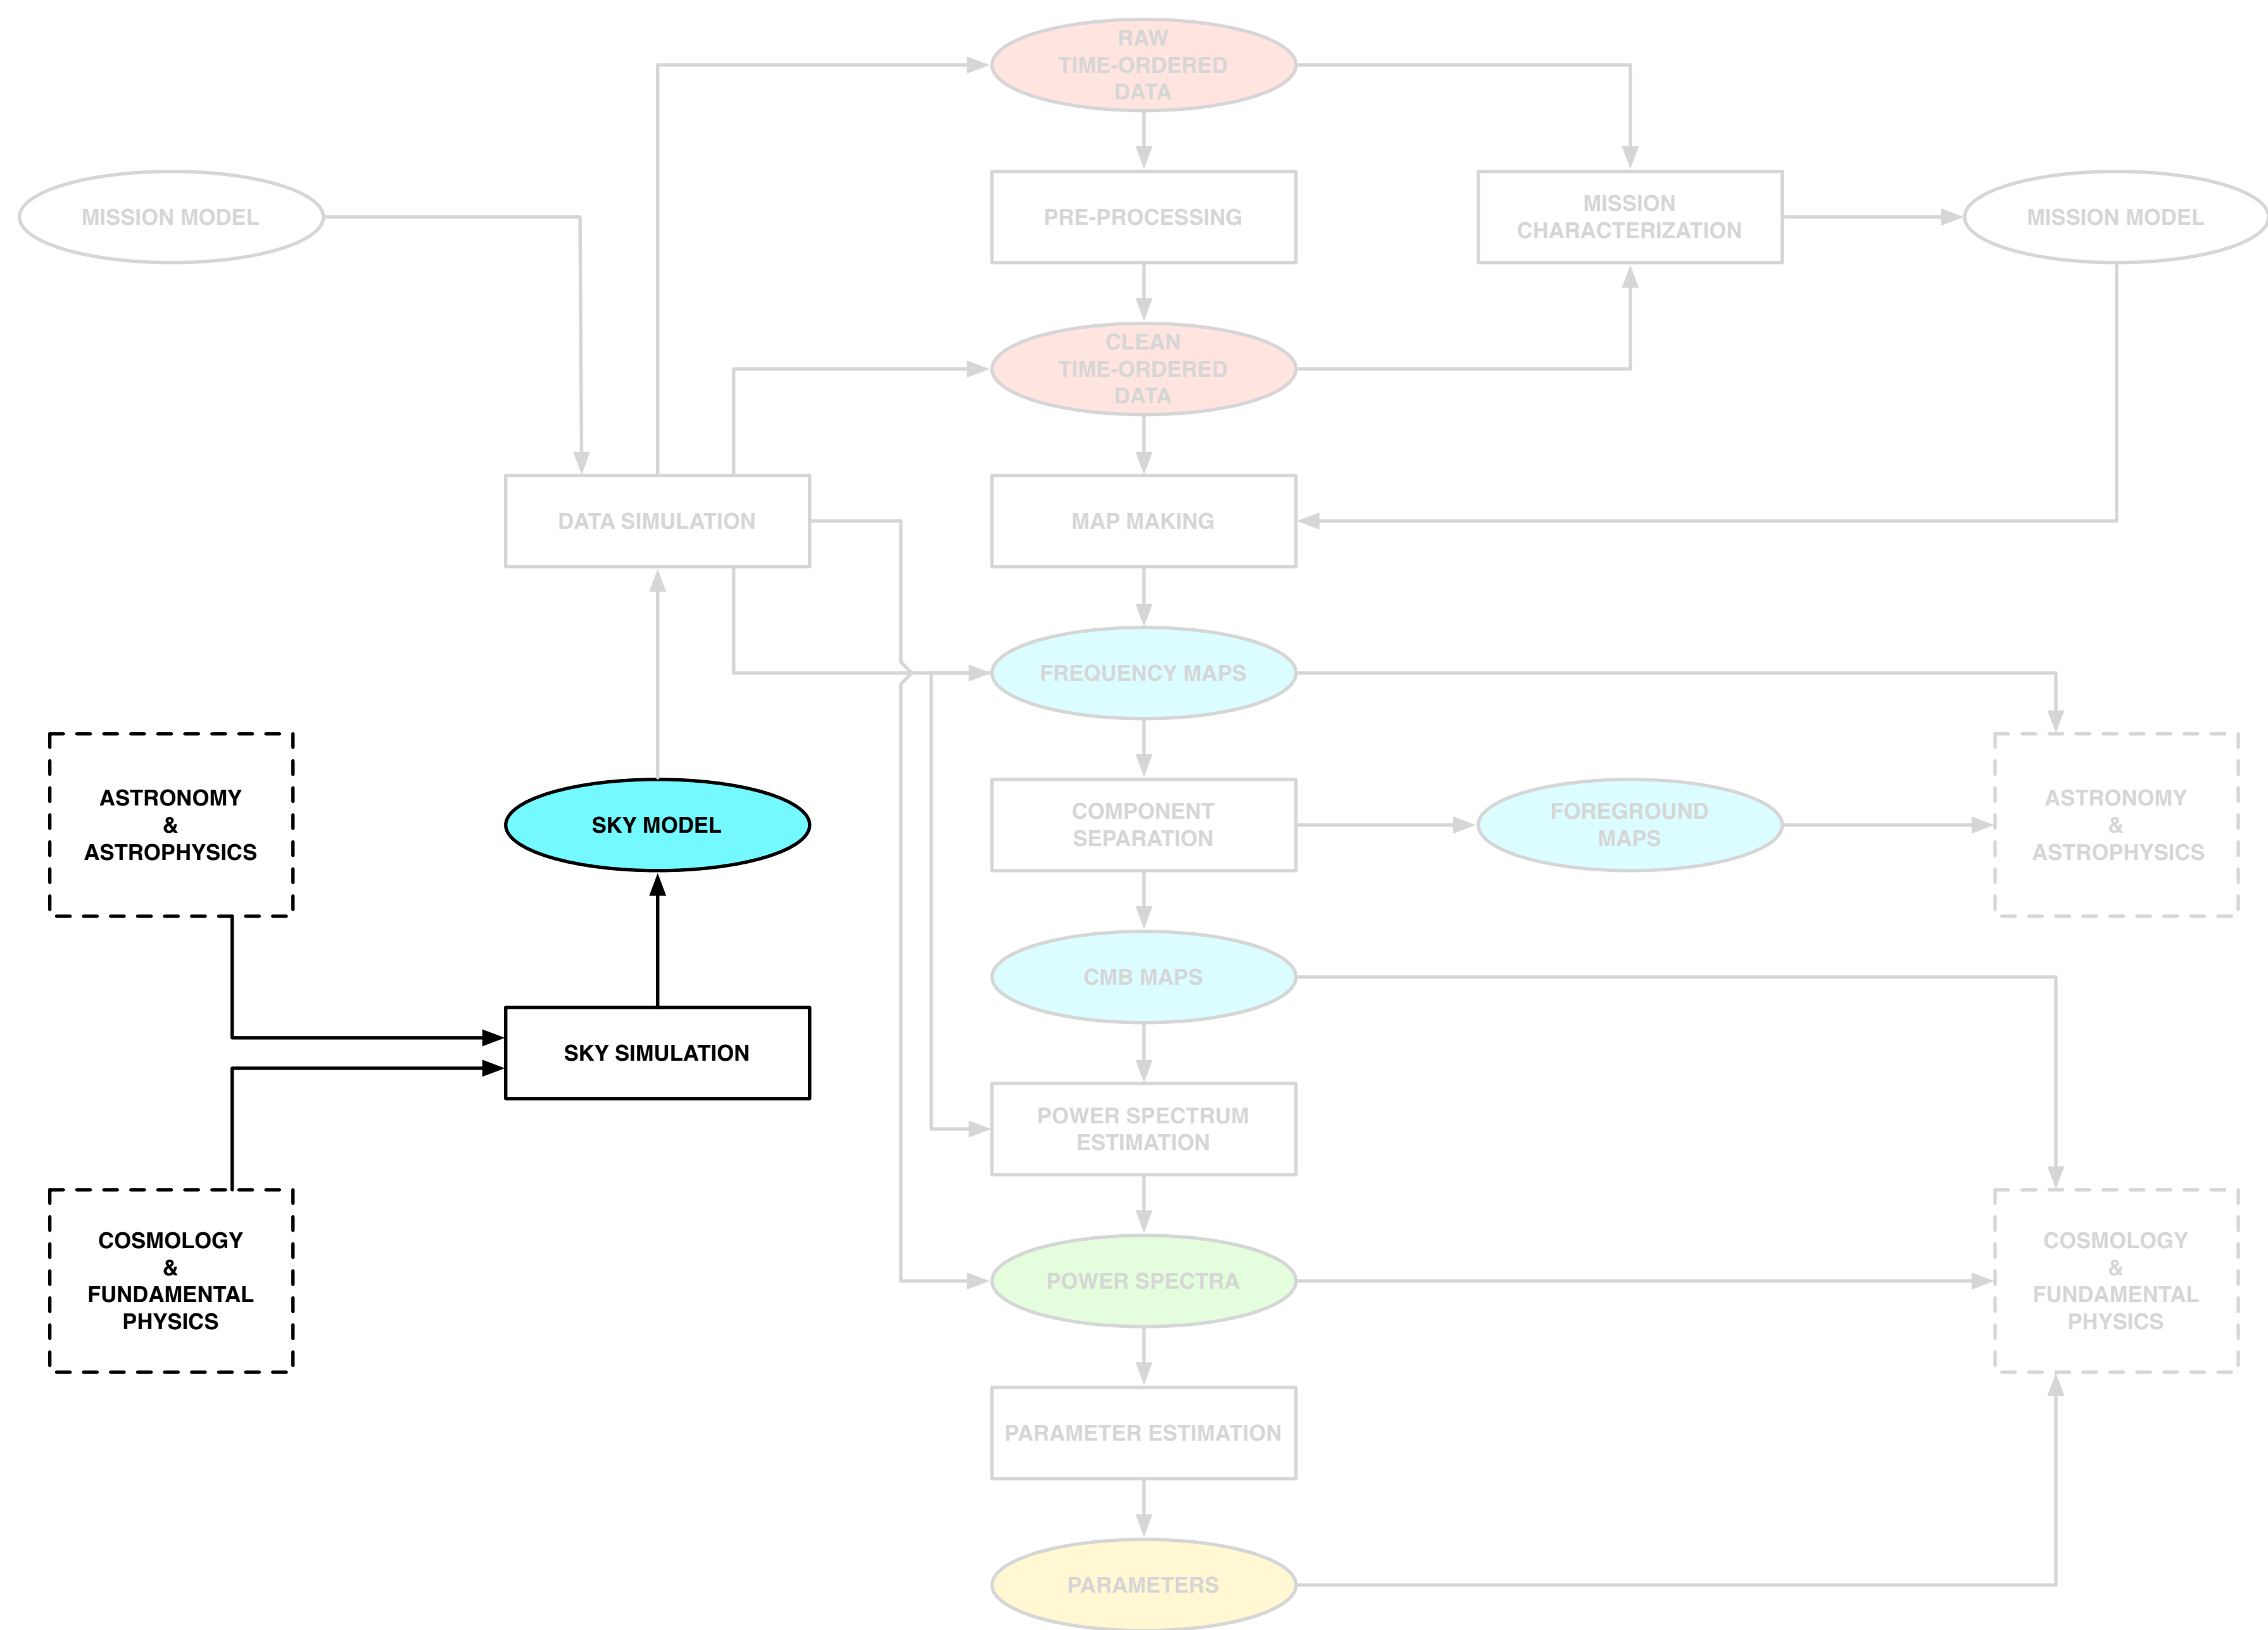 RAW
TIME-ORDERED
DATA
MISSION MODEL
PRE-PROCESSING
MISSION
CHARACTERIZATION
MISSION MODEL
CLEAN
TIME-ORDERED
DATA
DATA SIMULATION
MAP MAKING
FREQUENCY MAPS
ASTRONOMY
&
ASTROPHYSICS
SKY MODEL
COMPONENT
SEPARATION
FOREGROUND
MAPS
ASTRONOMY
&
ASTROPHYSICS
CMB MAPS
SKY SIMULATION
POWER SPECTRUM
ESTIMATION
COSMOLOGY
&
FUNDAMENTAL
PHYSICS
POWER SPECTRA
COSMOLOGY
&
FUNDAMENTAL
PHYSICS
PARAMETER ESTIMATION
PARAMETERS